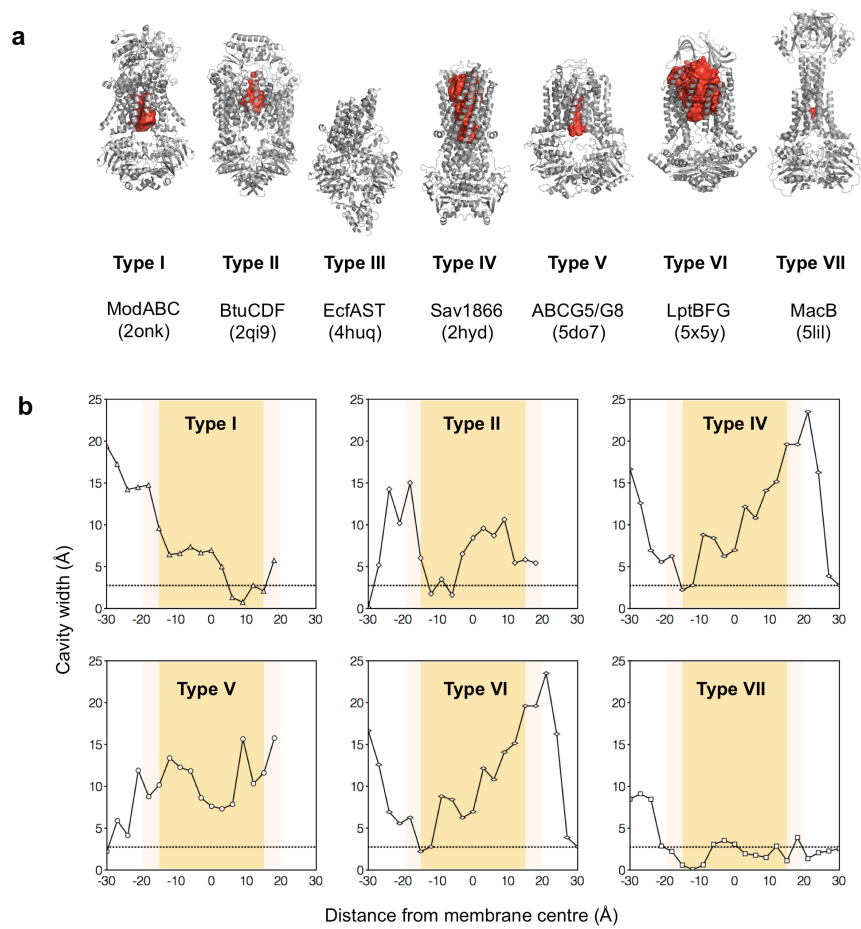 a
Type I
Type II
Type III
Type IV
Type V
Type VI
Type VII
ModABC
(2onk)
BtuCDF
(2qi9)
EcfAST
(4huq)
Sav1866
(2hyd)
ABCG5/G8
(5do7)
LptBFG
(5x5y)
MacB
(5lil)
b
Cavity width (Å)
25
20
15
10
5
0
Type I
-30 -20 -10 0 10 20 30
25
20
15
10
5
0
Type II
-30 -20 -10 0 10 20 30
25
20
15
10
5
0
Type IV
-30 -20 -10 0 10 20 30
25
20
15
10
5
0
Type V
-30 -20 -10 0 10 20 30
25
20
15
10
5
0
Type VI
-30 -20 -10 0 10 20 30
25
20
15
10
5
0
Type VII
-30 -20 -10 0 10 20 30
Distance from membrane centre (Å)